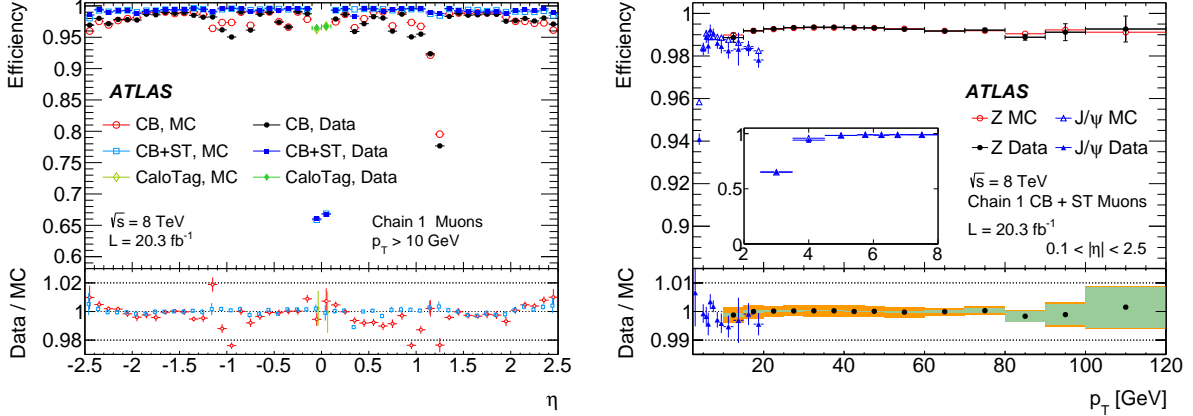 Efficiency
1
0.95
0.9
0.85
0.8
0.75
0.7
0.65
0.6
ATLAS
CB, MC
CB, Data
CB+ST, MC
CB+ST, Data
CaloTag, MC
CaloTag, Data
√s = 8 TeV
L = 20.3 fb⁻¹
Chain 1 Muons
p_T > 10 GeV
Data / MC
1.02
1
0.98
-2.5 -2 -1.5 -1 -0.5 0 0.5 1 1.5 2 2.5
η
Efficiency
1
0.98
0.96
0.94
0.92
0.9
ATLAS
Z MC
J/ψ MC
Z Data
J/ψ Data
√s = 8 TeV
Chain 1 CB + ST Muons
L = 20.3 fb⁻¹
0.1 < |η| < 2.5
1
0.5
0
2 4 6 8
Data / MC
1.01
1
0.99
20 40 60 80 100 120
p_T [GeV]